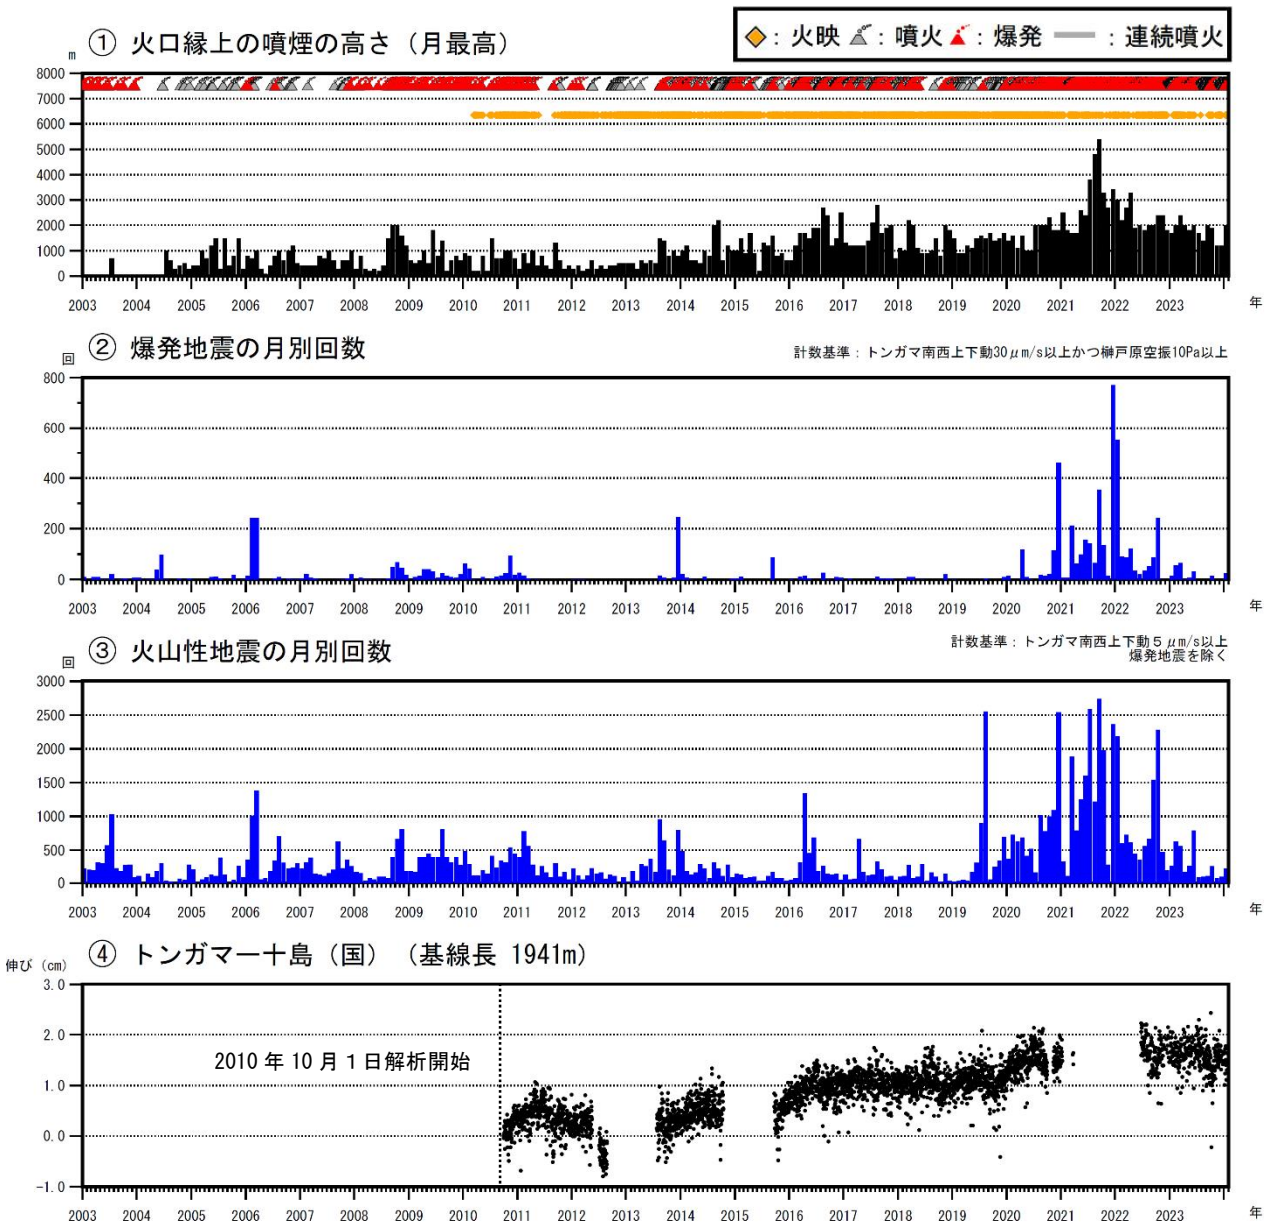 ① 火口縁上の噴煙の高さ（月最高）
◆：火映 ：噴火 ：爆発 ：連続噴火
m
8000
7000
6000
5000
4000
3000
2000
1000
0
2003 2004 2005 2006 2007 2008 2009 2010 2011 2012 2013 2014 2015 2016 2017 2018 2019 2020 2021 2022 2023 年
② 爆発地震の月別回数
計数基準：トンガマ南西上下動30μm/s以上かつ榊戸原空振10Pa以上
回
800
600
400
200
0
2003 2004 2005 2006 2007 2008 2009 2010 2011 2012 2013 2014 2015 2016 2017 2018 2019 2020 2021 2022 2023 年
③ 火山性地震の月別回数
計数基準：トンガマ南西上下動５μm/s以上
爆発地震を除く
回
3000
2500
2000
1500
1000
500
0
2003 2004 2005 2006 2007 2008 2009 2010 2011 2012 2013 2014 2015 2016 2017 2018 2019 2020 2021 2022 2023 年
④ トンガマー十島（国）（基線長 1941m）
伸び（cm）
3.0
2.0
1.0
0.0
-1.0
2010 年 10 月 1 日解析開始
2003 2004 2005 2006 2007 2008 2009 2010 2011 2012 2013 2014 2015 2016 2017 2018 2019 2020 2021 2022 2023 年